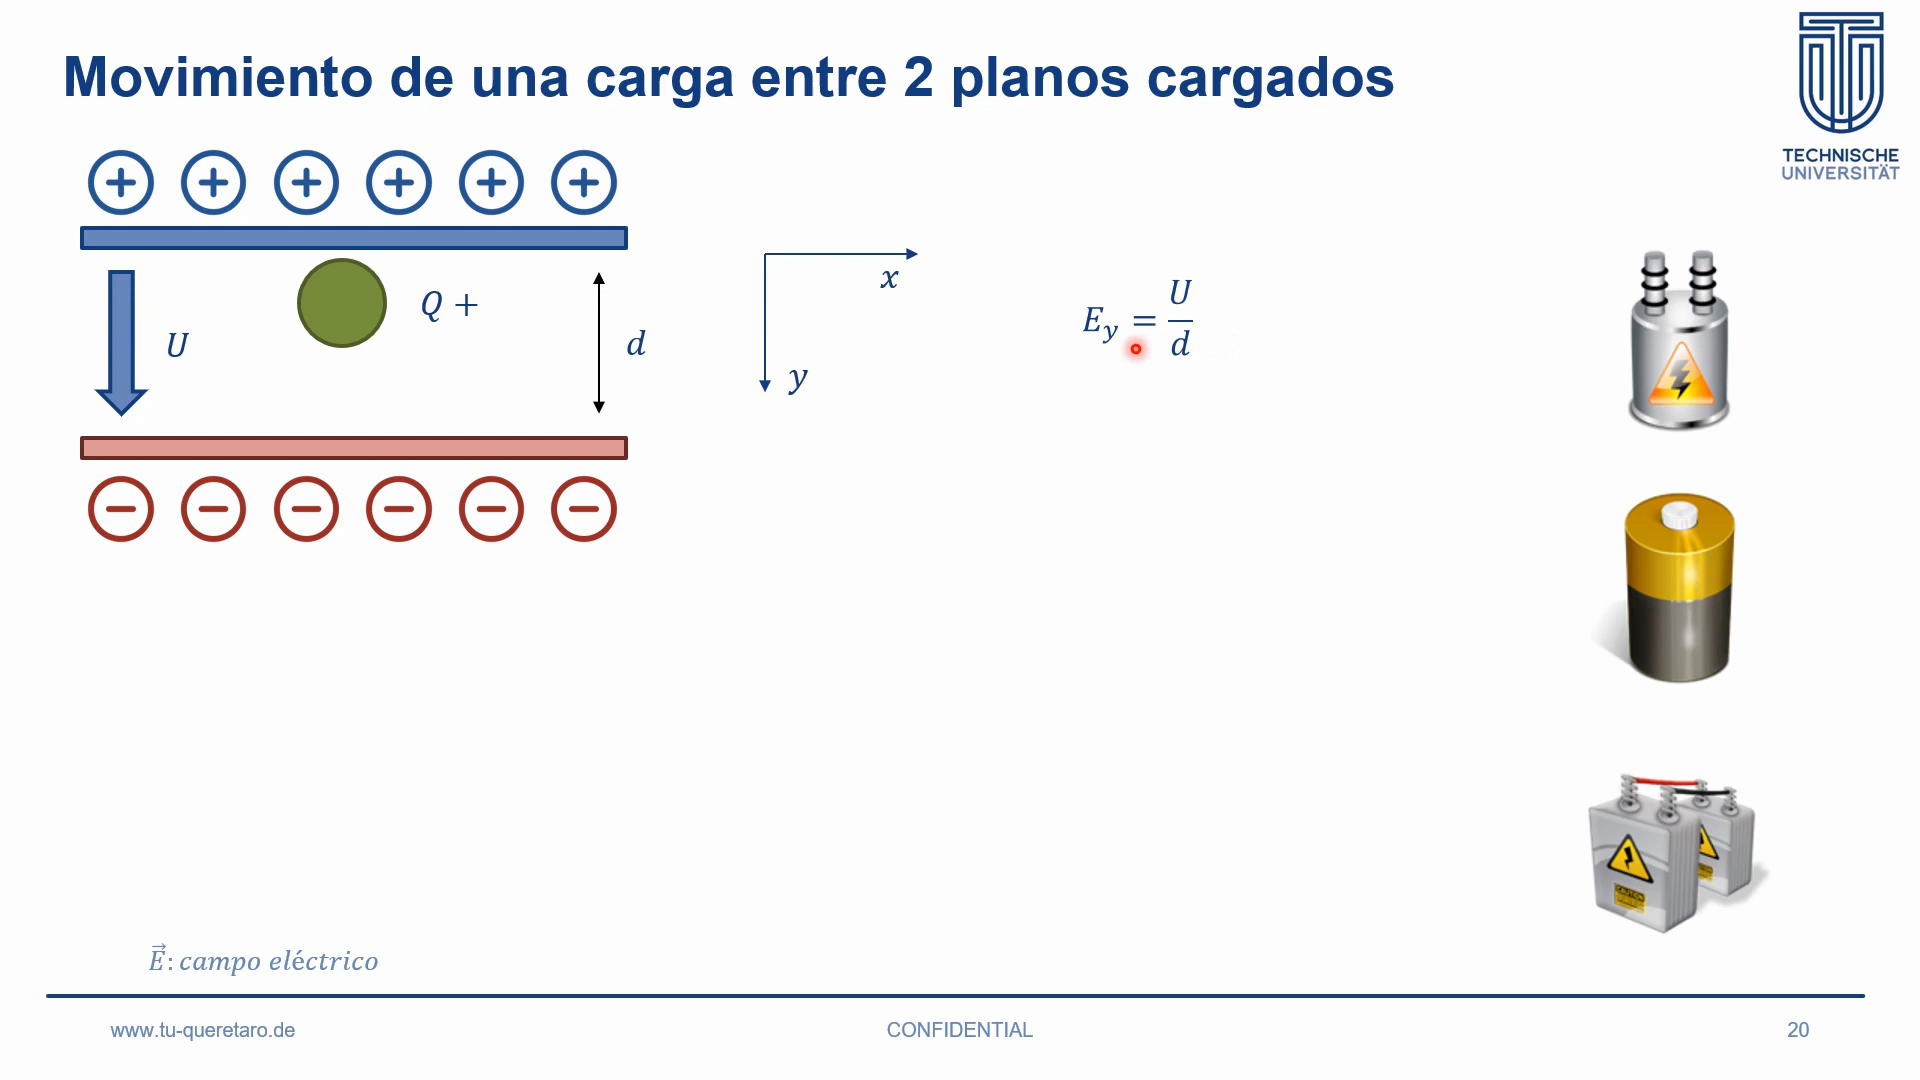 Movimiento de una carga entre 2 planos cargados
TECHNISCHE
UNIVERSITÄT
+ + + + + +
U
Q +
d
x
y
E_y = U/d
− − − − − −
CAUTION
E⃗: campo eléctrico
www.tu-queretaro.de
CONFIDENTIAL
20